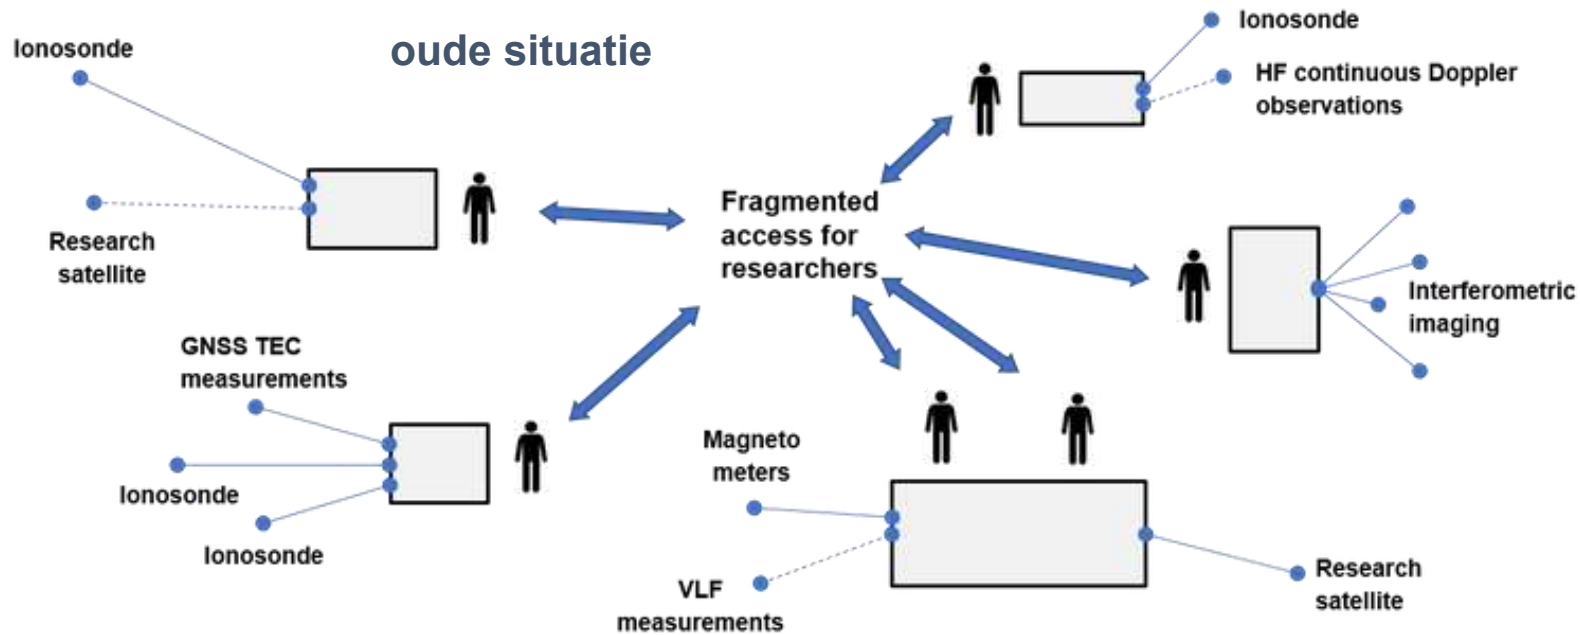 oude situatie
Ionosonde
Research
satellite
GNSS TEC
measurements
Ionosonde
Ionosonde
Fragmented
access for
researchers
Ionosonde
HF continuous Doppler
observations
Interferometric
imaging
Magneto
meters
VLF
measurements
Research
satellite